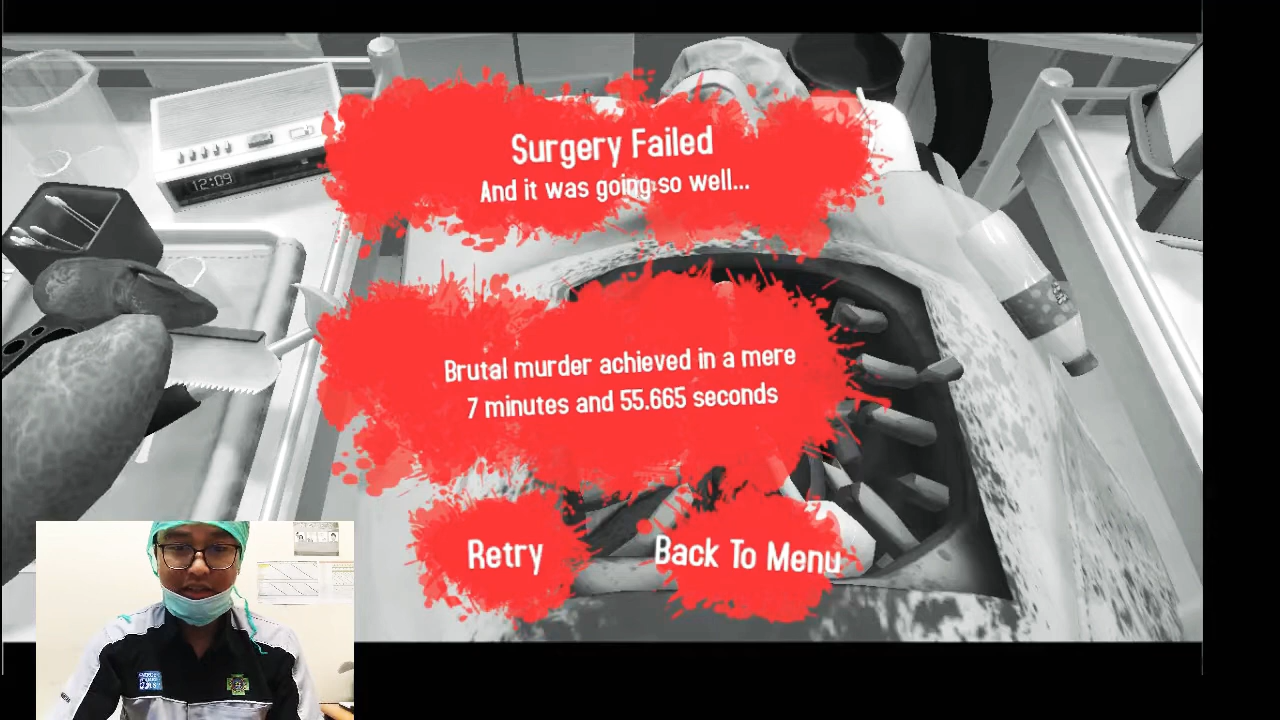 12:09
Surgery Failed
And it was going so well...
Brutal murder achieved in a mere
7 minutes and 55.665 seconds
Retry
Back To Menu